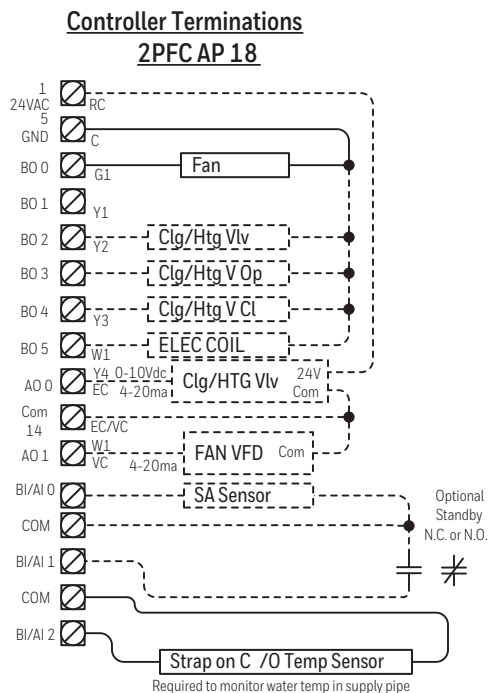 Controller Terminations
2PFC AP 18
1
24VAC RC
5
GND C
BO 0 G1 Fan
BO 1 Y1
BO 2 Y2 Clg/Htg Vlv
BO 3 Clg/Htg V Op
BO 4 Y3 Clg/Htg V Cl
BO 5 W1 ELEC COIL
AO 0 Y4 EC 0-10Vdc 4-20ma Clg/HTG Vlv 24V Com
Com
14 EC/VC
AO 1 W1 VC 4-20ma FAN VFD Com
BI/AI 0 SA Sensor
COM
Optional
Standby
N.C. or N.O.
BI/AI 1
COM
BI/AI 2 Strap on C /O Temp Sensor
Required to monitor water temp in supply pipe